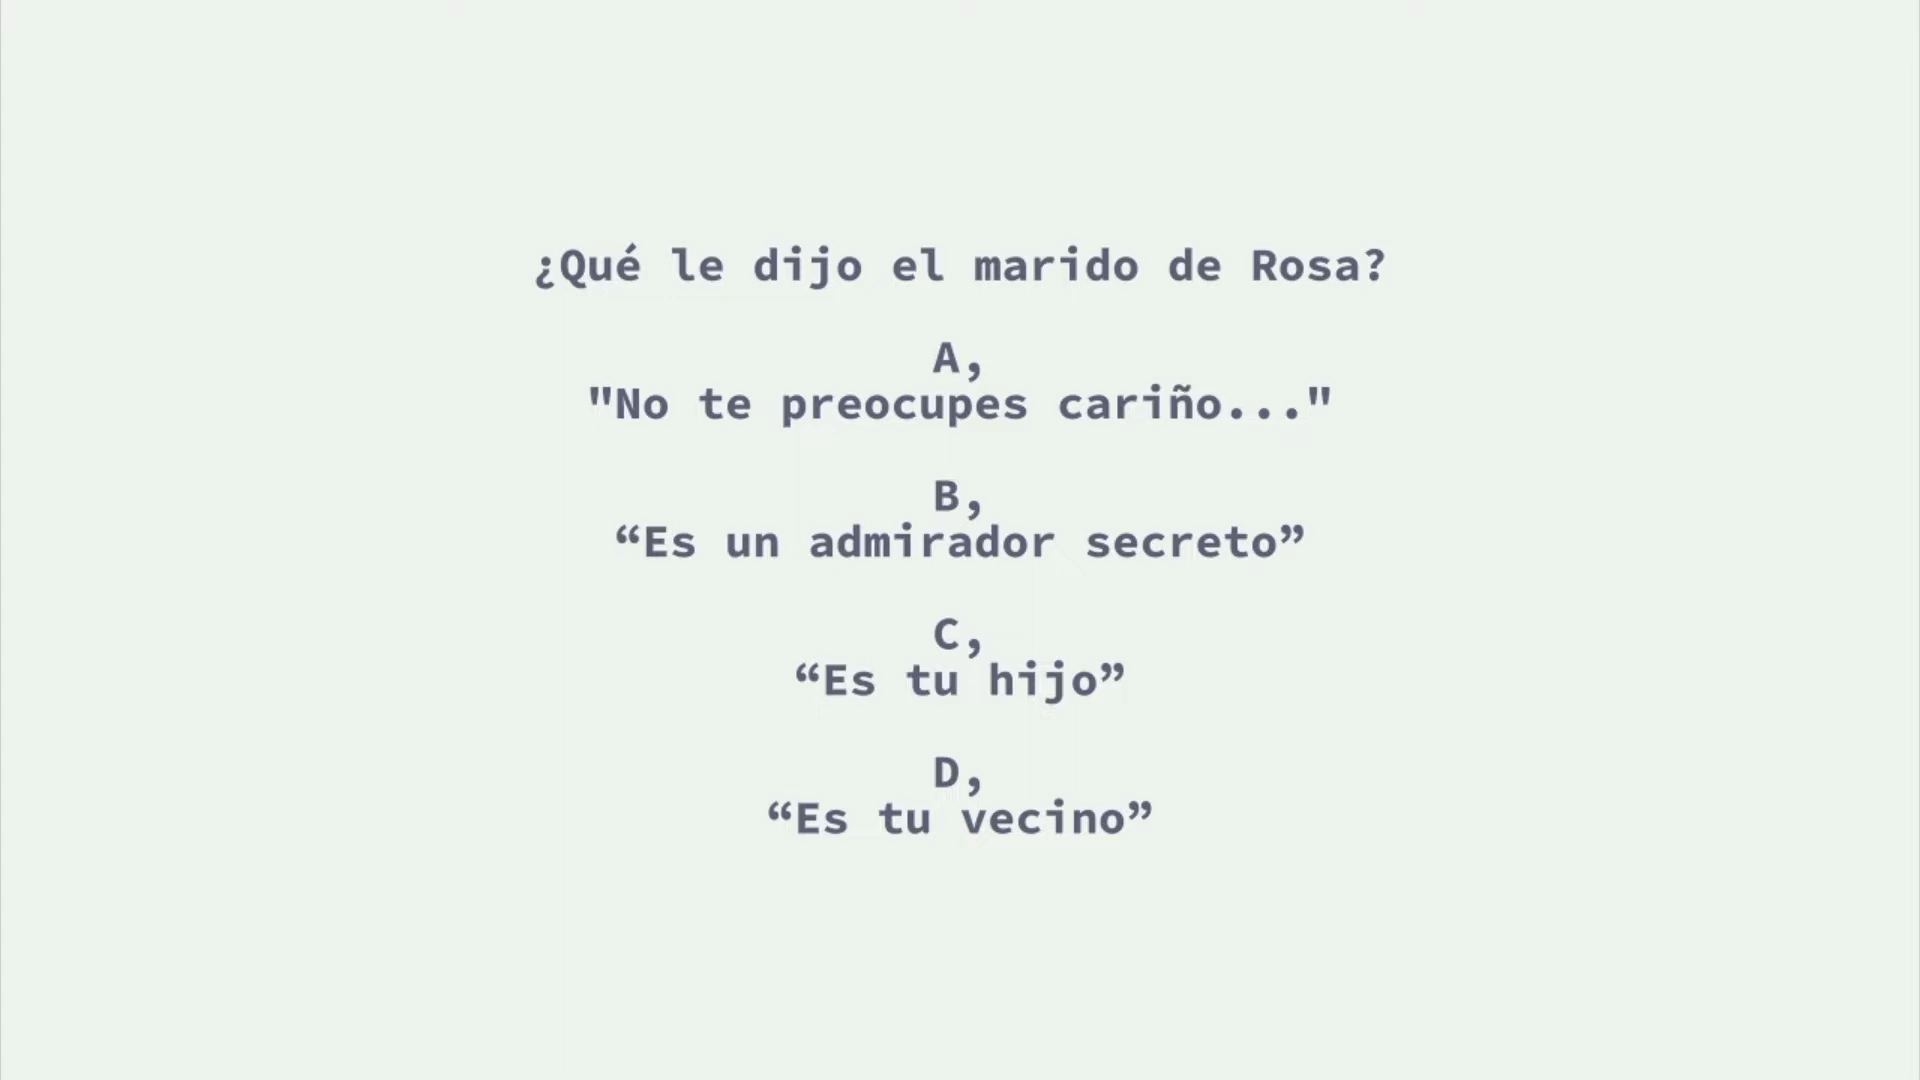 ¿Qué le dijo el marido de Rosa?
A,
"No te preocupes cariño..."
B,
“Es un admirador secreto”
C,
“Es tu hijo”
D,
“Es tu vecino”